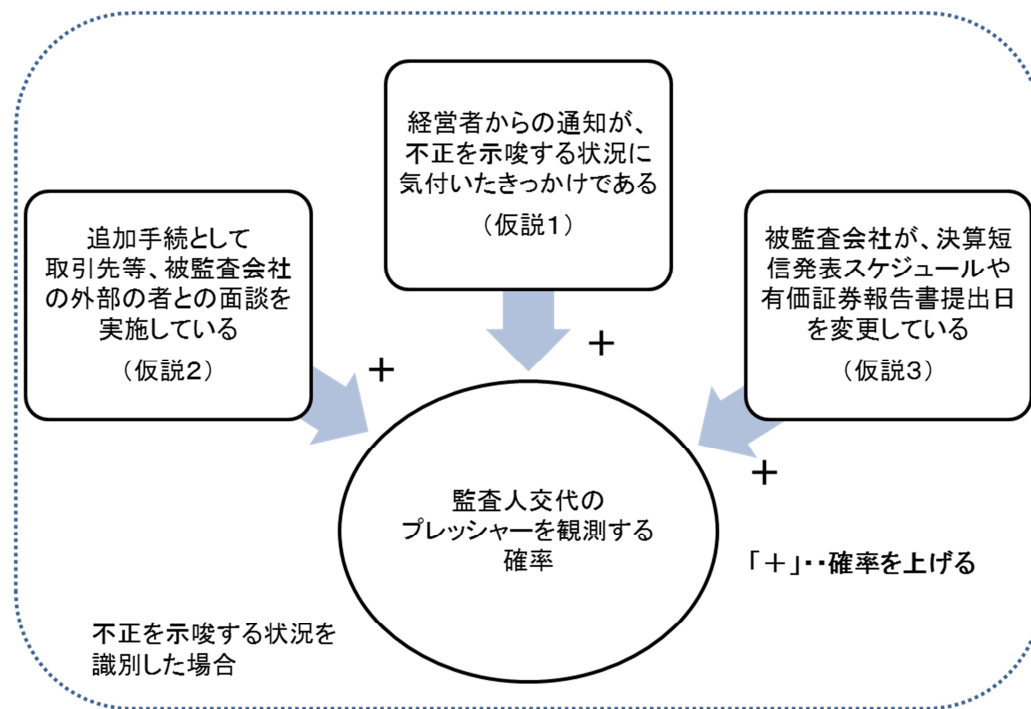 経営者からの通知が、
不正を示唆する状況に
気付いたきっかけである
（仮説１）
追加手続として
取引先等、被監査会社
の外部の者との面談を
実施している
（仮説２）
被監査会社が、決算短
信発表スケジュールや
有価証券報告書提出日
を変更している
（仮説３）
＋
＋
＋
監査人交代の
プレッシャーを観測する
確率
「＋」・・確率を上げる
不正を示唆する状況を
識別した場合